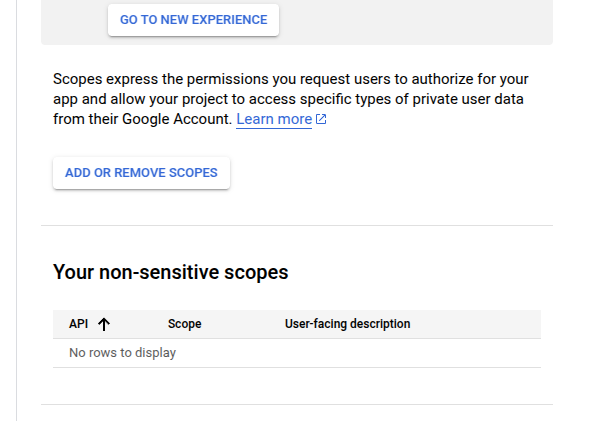 GO TO NEW EXPERIENCE
Scopes express the permissions you request users to authorize for your
app and allow your project to access specific types of private user data
from their Google Account. Learn more
ADD OR REMOVE SCOPES
Your non-sensitive scopes
API Scope User-facing description
No rows to display